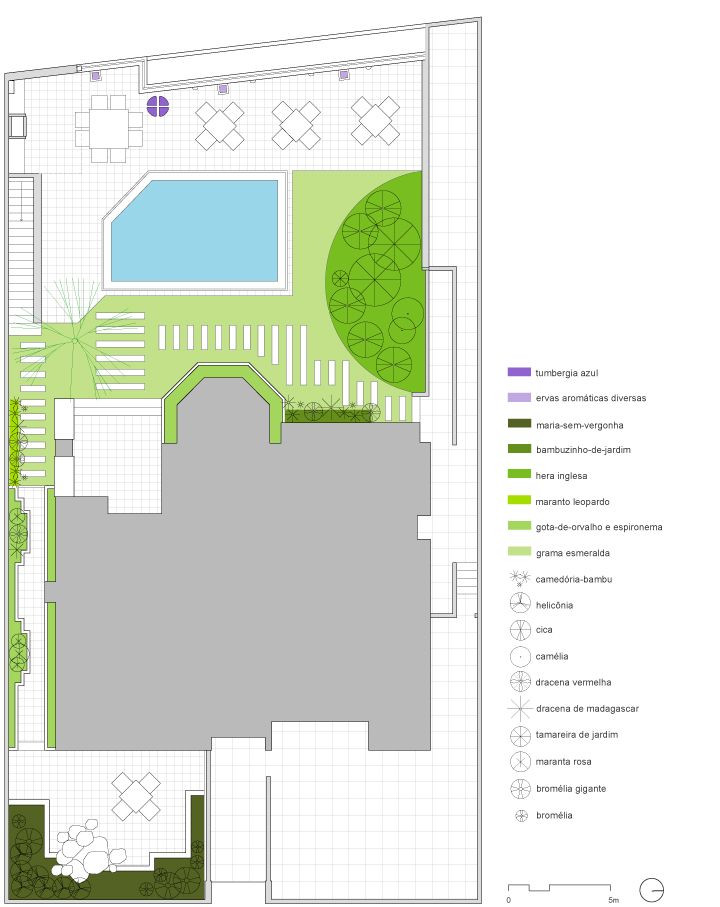 tumbergia azul
ervas aromáticas diversas
maria-sem-vergonha
bambuzinho-de-jardim
hera inglesa
maranto leopardo
gota-de-orvalho e espironema
grama esmeralda
camedória-bambu
helicônia
cica
camélia
dracena vermelha
dracena de madagascar
tamareira de jardim
maranta rosa
bromélia gigante
bromélia
0 5m